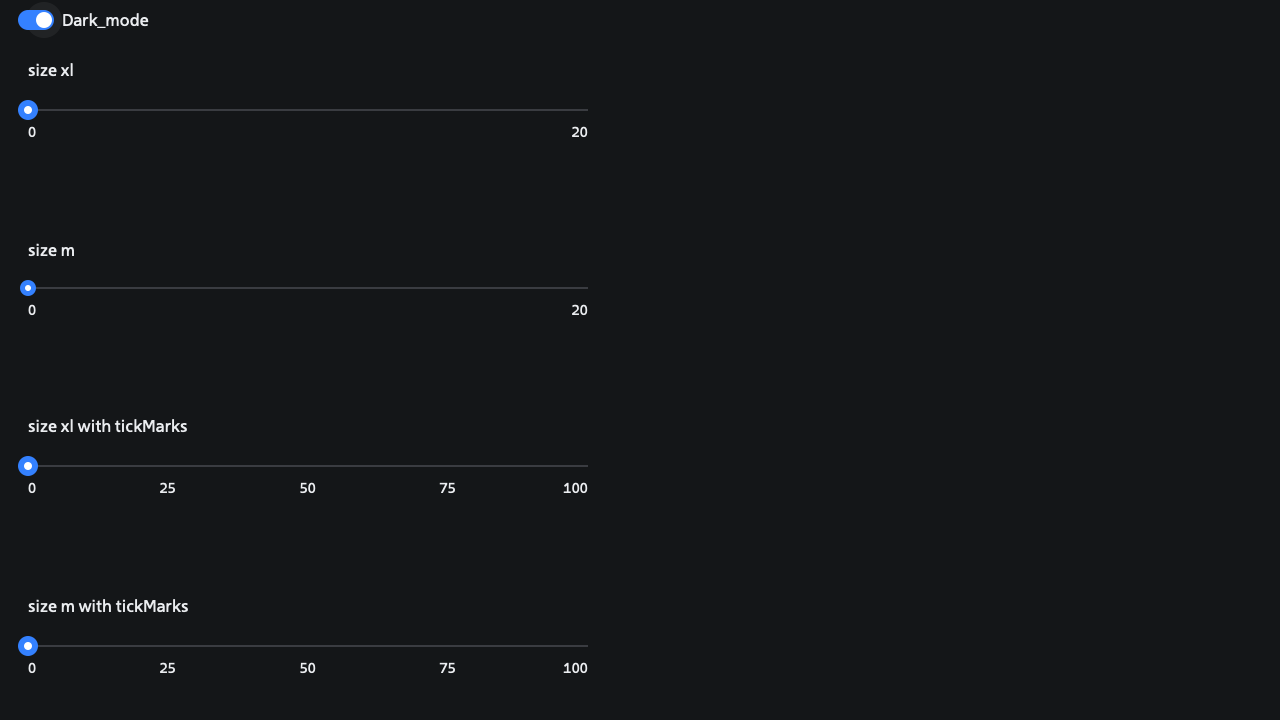 Dark_mode
size xl
0 20
size m
0 20
size xl with tickMarks
0 25 50 75 100
size m with tickMarks
0 25 50 75 100